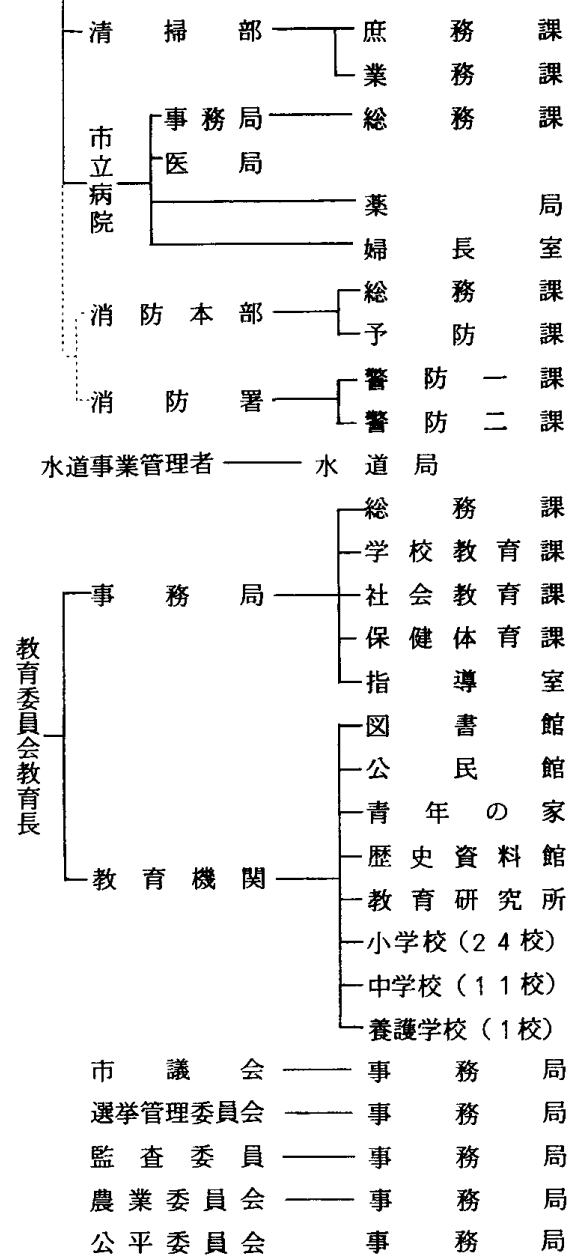 清掃部 庶務課
業務課
市立病院 事務局 総務課
医局
薬局
婦長室
消防本部 総務課
予防課
消防署 警防一課
警防二課
水道事業管理者 水道局
教育委員会教育長 事務局 総務課
学校教育課
社会教育課
保健体育課
指導室
教育機関 図書館
公民館
青年の家
歴史資料館
教育研究所
小学校(24校)
中学校(11校)
養護学校(1校)
市議会 事務局
選挙管理委員会 事務局
監査委員 事務局
農業委員会 事務局
公平委員会 事務局